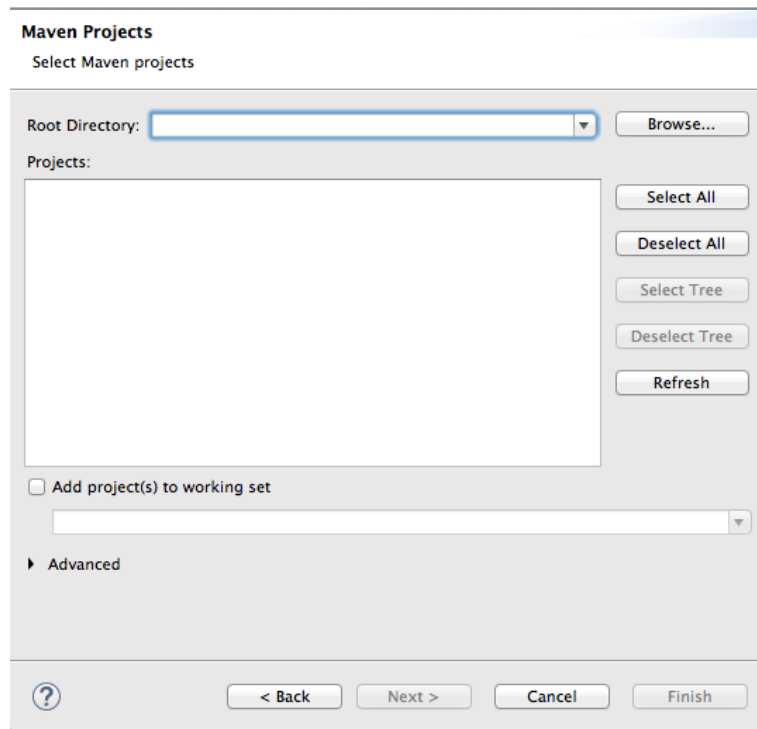 Maven Projects
Select Maven projects
Root Directory:
Browse...
Projects:
Select All
Deselect All
Select Tree
Deselect Tree
Refresh
Add project(s) to working set
Advanced
?
< Back
Next >
Cancel
Finish